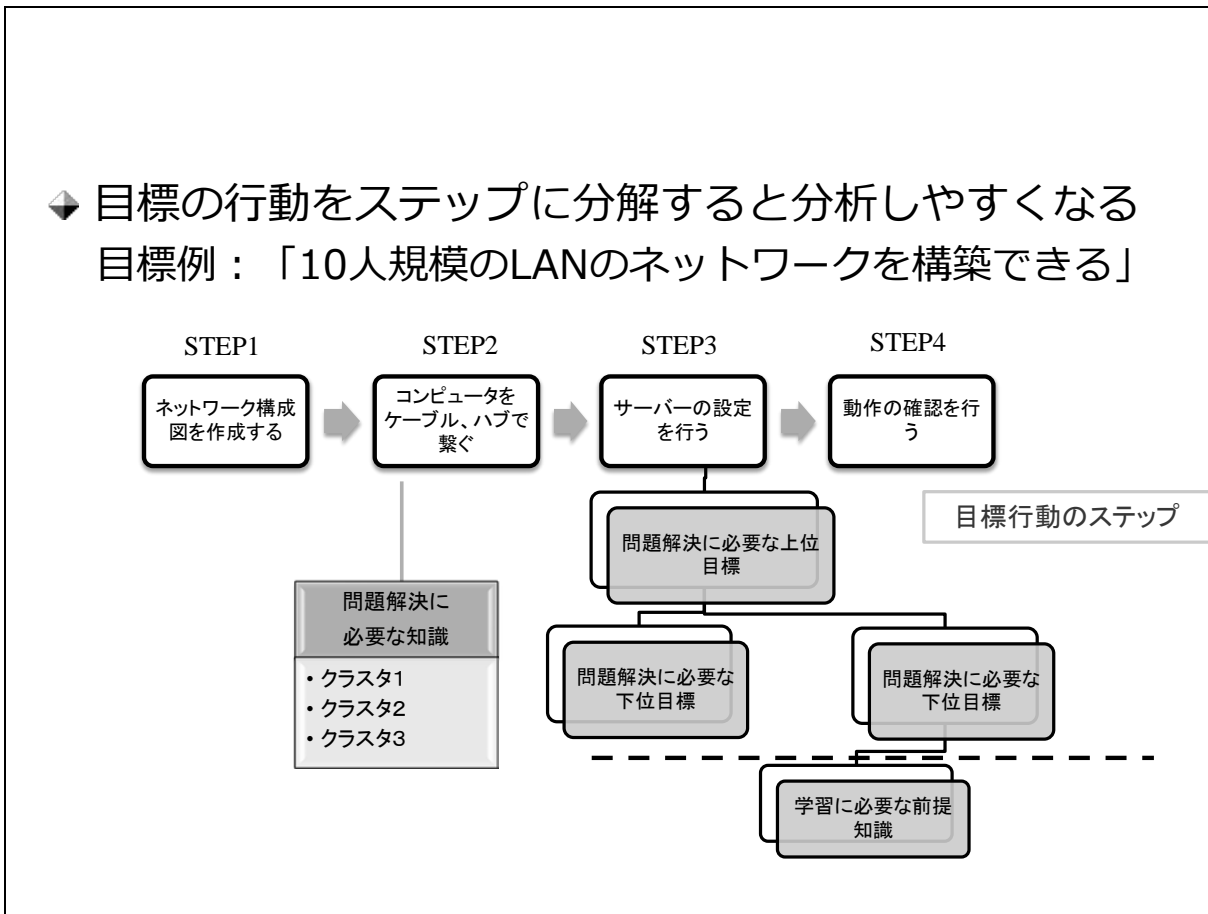 目標の行動をステップに分解すると分析しやすくなる
目標例：「10人規模のLANのネットワークを構築できる」
STEP1
STEP2
STEP3
STEP4
ネットワーク構成
図を作成する
コンピュータを
ケーブル、ハブで
繋ぐ
サーバーの設定
を行う
動作の確認を行
う
目標行動のステップ
問題解決に必要な上位
目標
問題解決に
必要な知識
・クラスタ1
・クラスタ2
・クラスタ3
問題解決に必要な
下位目標
問題解決に必要な
下位目標
学習に必要な前提
知識